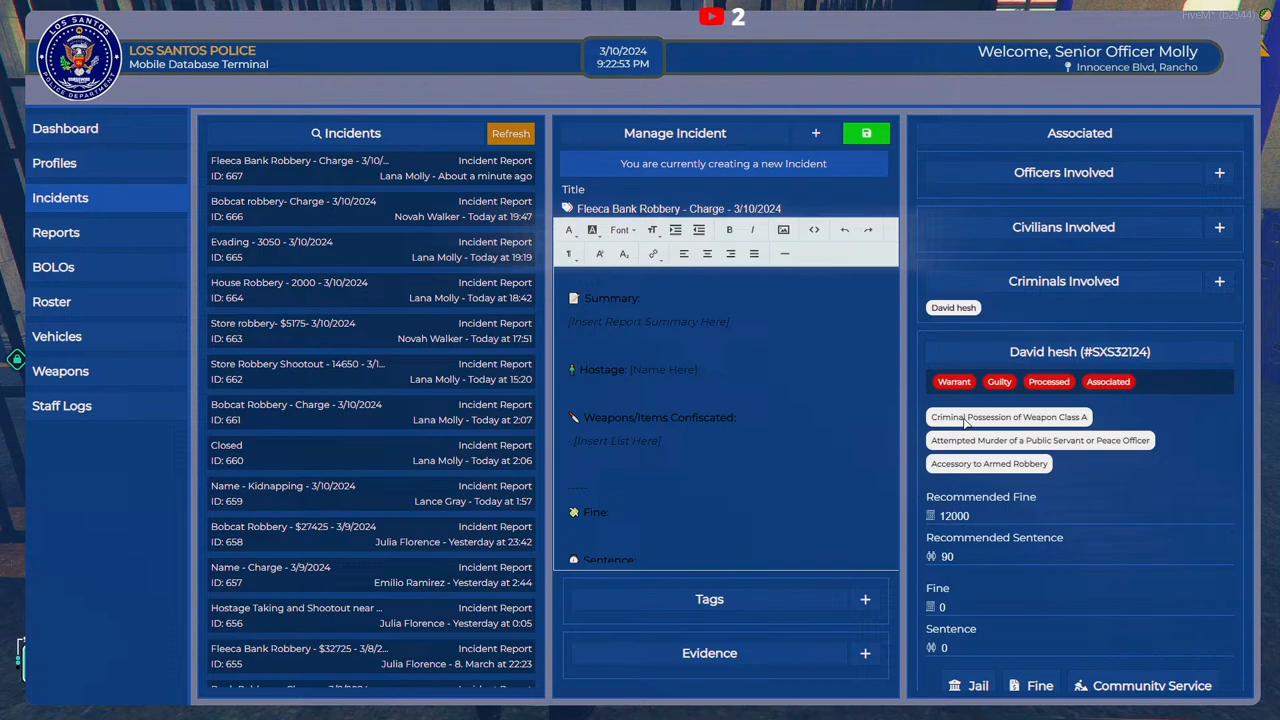 2
FiveM* (b2944)
LOS SANTOS
POLICE DEPARTMENT
LOS SANTOS POLICE
Mobile Database Terminal
3/10/2024
9:22:53 PM
Welcome, Senior Officer Molly
Innocence Blvd, Rancho
Dashboard
Profiles
Incidents
Reports
BOLOs
Roster
Vehicles
Weapons
Staff Logs
Incidents
Refresh
Fleeca Bank Robbery - Charge - 3/10/... Incident Report
ID: 667 Lana Molly - About a minute ago
Bobcat robbery- Charge - 3/10/2024 Incident Report
ID: 666 Novah Walker - Today at 19:47
Evading - 3050 - 3/10/2024 Incident Report
ID: 665 Lana Molly - Today at 19:19
House Robbery - 2000 - 3/10/2024 Incident Report
ID: 664 Lana Molly - Today at 18:42
Store robbery- $5175- 3/10/2024 Incident Report
ID: 663 Novah Walker - Today at 17:51
Store Robbery Shootout - 14650 - 3/1... Incident Report
ID: 662 Lana Molly - Today at 15:20
Bobcat Robbery - Charge - 3/10/2024 Incident Report
ID: 661 Lana Molly - Today at 2:07
Closed Incident Report
ID: 660 Lana Molly - Today at 2:06
Name - Kidnapping - 3/10/2024 Incident Report
ID: 659 Lance Gray - Today at 1:57
Bobcat Robbery - $27425 - 3/9/2024 Incident Report
ID: 658 Julia Florence - Yesterday at 23:42
Name - Charge - 3/9/2024 Incident Report
ID: 657 Emilio Ramirez - Yesterday at 2:44
Hostage Taking and Shootout near ... Incident Report
ID: 656 Julia Florence - Yesterday at 0:05
Fleeca Bank Robbery - $32725 - 3/8/2... Incident Report
ID: 655 Julia Florence - 8. March at 22:23
Manage Incident
You are currently creating a new Incident
Title
Fleeca Bank Robbery - Charge - 3/10/2024
Font
Summary:
[Insert Report Summary Here]
Hostage: [Name Here]
Weapons/Items Confiscated:
- [Insert List Here]
-----
Fine:
Sentence:
Tags
Evidence
Associated
Officers Involved
Civilians Involved
Criminals Involved
David hesh
David hesh (#SXS32124)
Warrant Guilty Processed Associated
Criminal Possession of Weapon Class A
Attempted Murder of a Public Servant or Peace Officer
Accessory to Armed Robbery
Recommended Fine
12000
Recommended Sentence
90
Fine
0
Sentence
0
Jail Fine Community Service